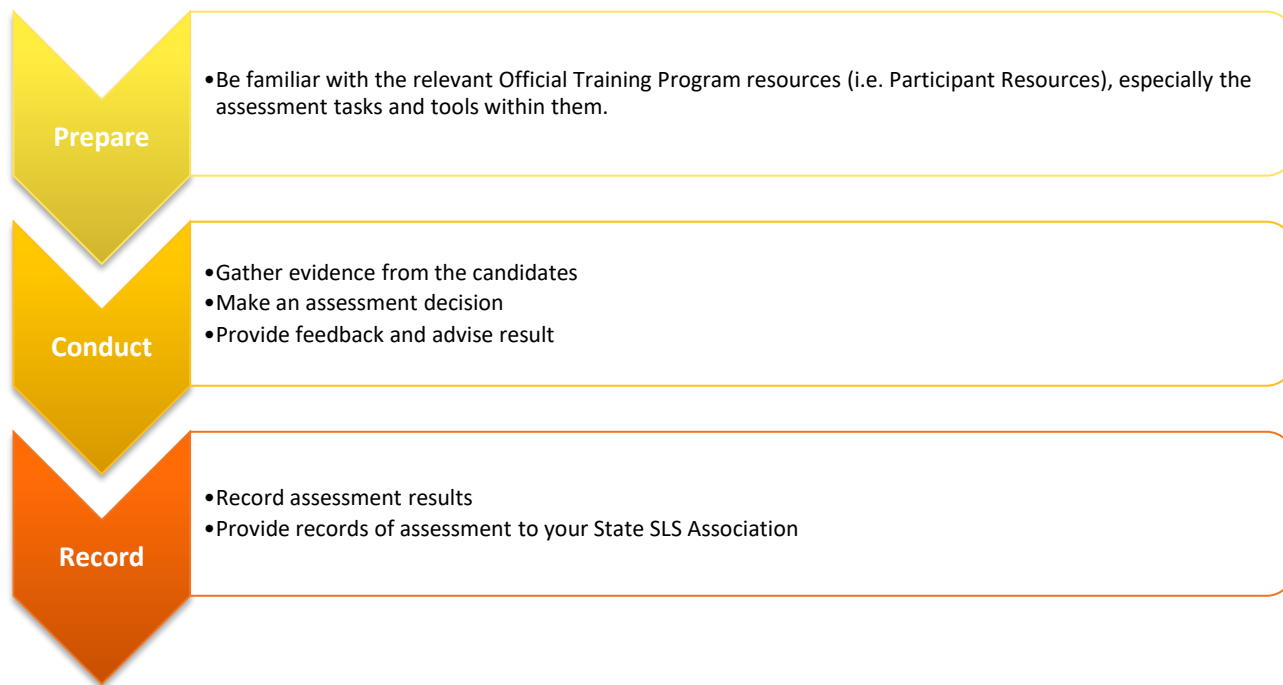 Prepare
•Be familiar with the relevant Official Training Program resources (i.e. Participant Resources), especially the
assessment tasks and tools within them.
Conduct
•Gather evidence from the candidates
•Make an assessment decision
•Provide feedback and advise result
Record
•Record assessment results
•Provide records of assessment to your State SLS Association